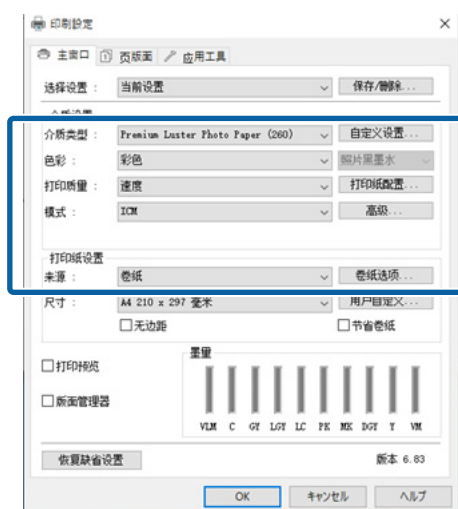 印刷設定
主窗口 页版面 应用工具
选择设置： 当前设置 保存/删除...
介质类型： Premium Luster Photo Paper (260) 自定义设置...
色彩： 彩色 照片黑墨水
打印质量： 速度 打印纸配置...
模式： ICM 高级...
打印纸设置
来源： 卷纸 卷纸选项...
尺寸： A4 210 x 297 毫米 用户自定义...
无边距 节省卷纸
打印预览
版面管理器
墨量
VLM C GY LGY LC PK MK DGY Y VM
恢复缺省设置 版本 6.83
OK キャンセル ヘルプ